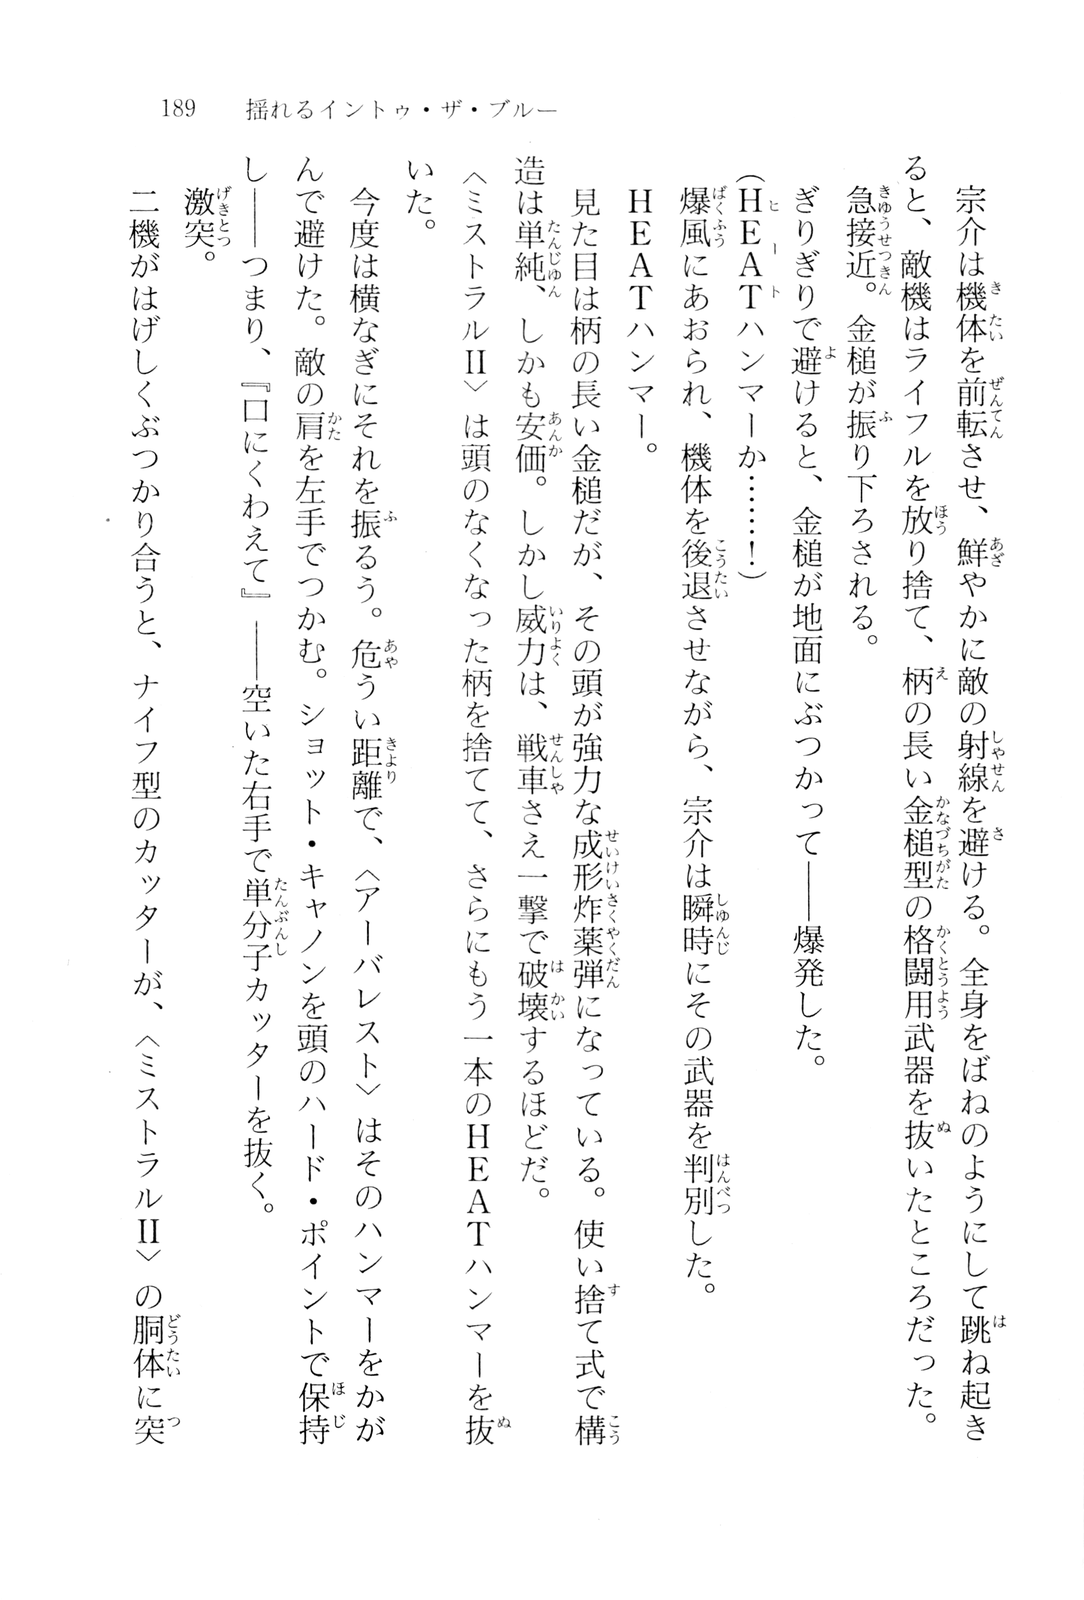 189　揺れるイントゥ・ザ・ブルー
　宗介は機体を前転させ、鮮やかに敵の射線を避ける。全身をばねのようにして跳ね起き
ると、敵機はライフルを放り捨て、柄の長い金槌型の格闘用武器を抜いたところだった。
　急接近。金槌が振り下ろされる。
　ぎりぎりで避けると、金槌が地面にぶつかって――爆発した。
（HEATハンマーか……！）
　爆風にあおられ、機体を後退させながら、宗介は瞬時にその武器を判別した。
　HEATハンマー。
　見た目は柄の長い金槌だが、その頭が強力な成形炸薬弾になっている。使い捨て式で構
造は単純、しかも安価。しかし威力は、戦車さえ一撃で破壊するほどだ。
〈ミストラルⅡ〉は頭のなくなった柄を捨てて、さらにもう一本のHEATハンマーを抜
いた。
　今度は横なぎにそれを振るう。危うい距離で、〈アーバレスト〉はそのハンマーをかが
んで避けた。敵の肩を左手でつかむ。ショット・キャノンを頭のハード・ポイントで保持
し――つまり、『口にくわえて』――空いた右手で単分子カッターを抜く。
　激突。
　二機がはげしくぶつかり合うと、ナイフ型のカッターが、〈ミストラルⅡ〉の胴体に突